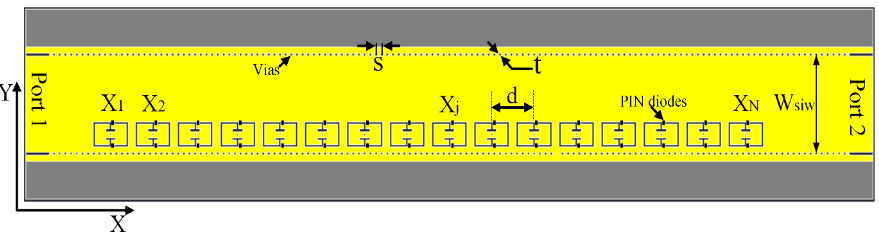 S
t
Vias
Port 1
Y
X1 X2 Xj d PIN diodes XN Wsiw
Port 2
X